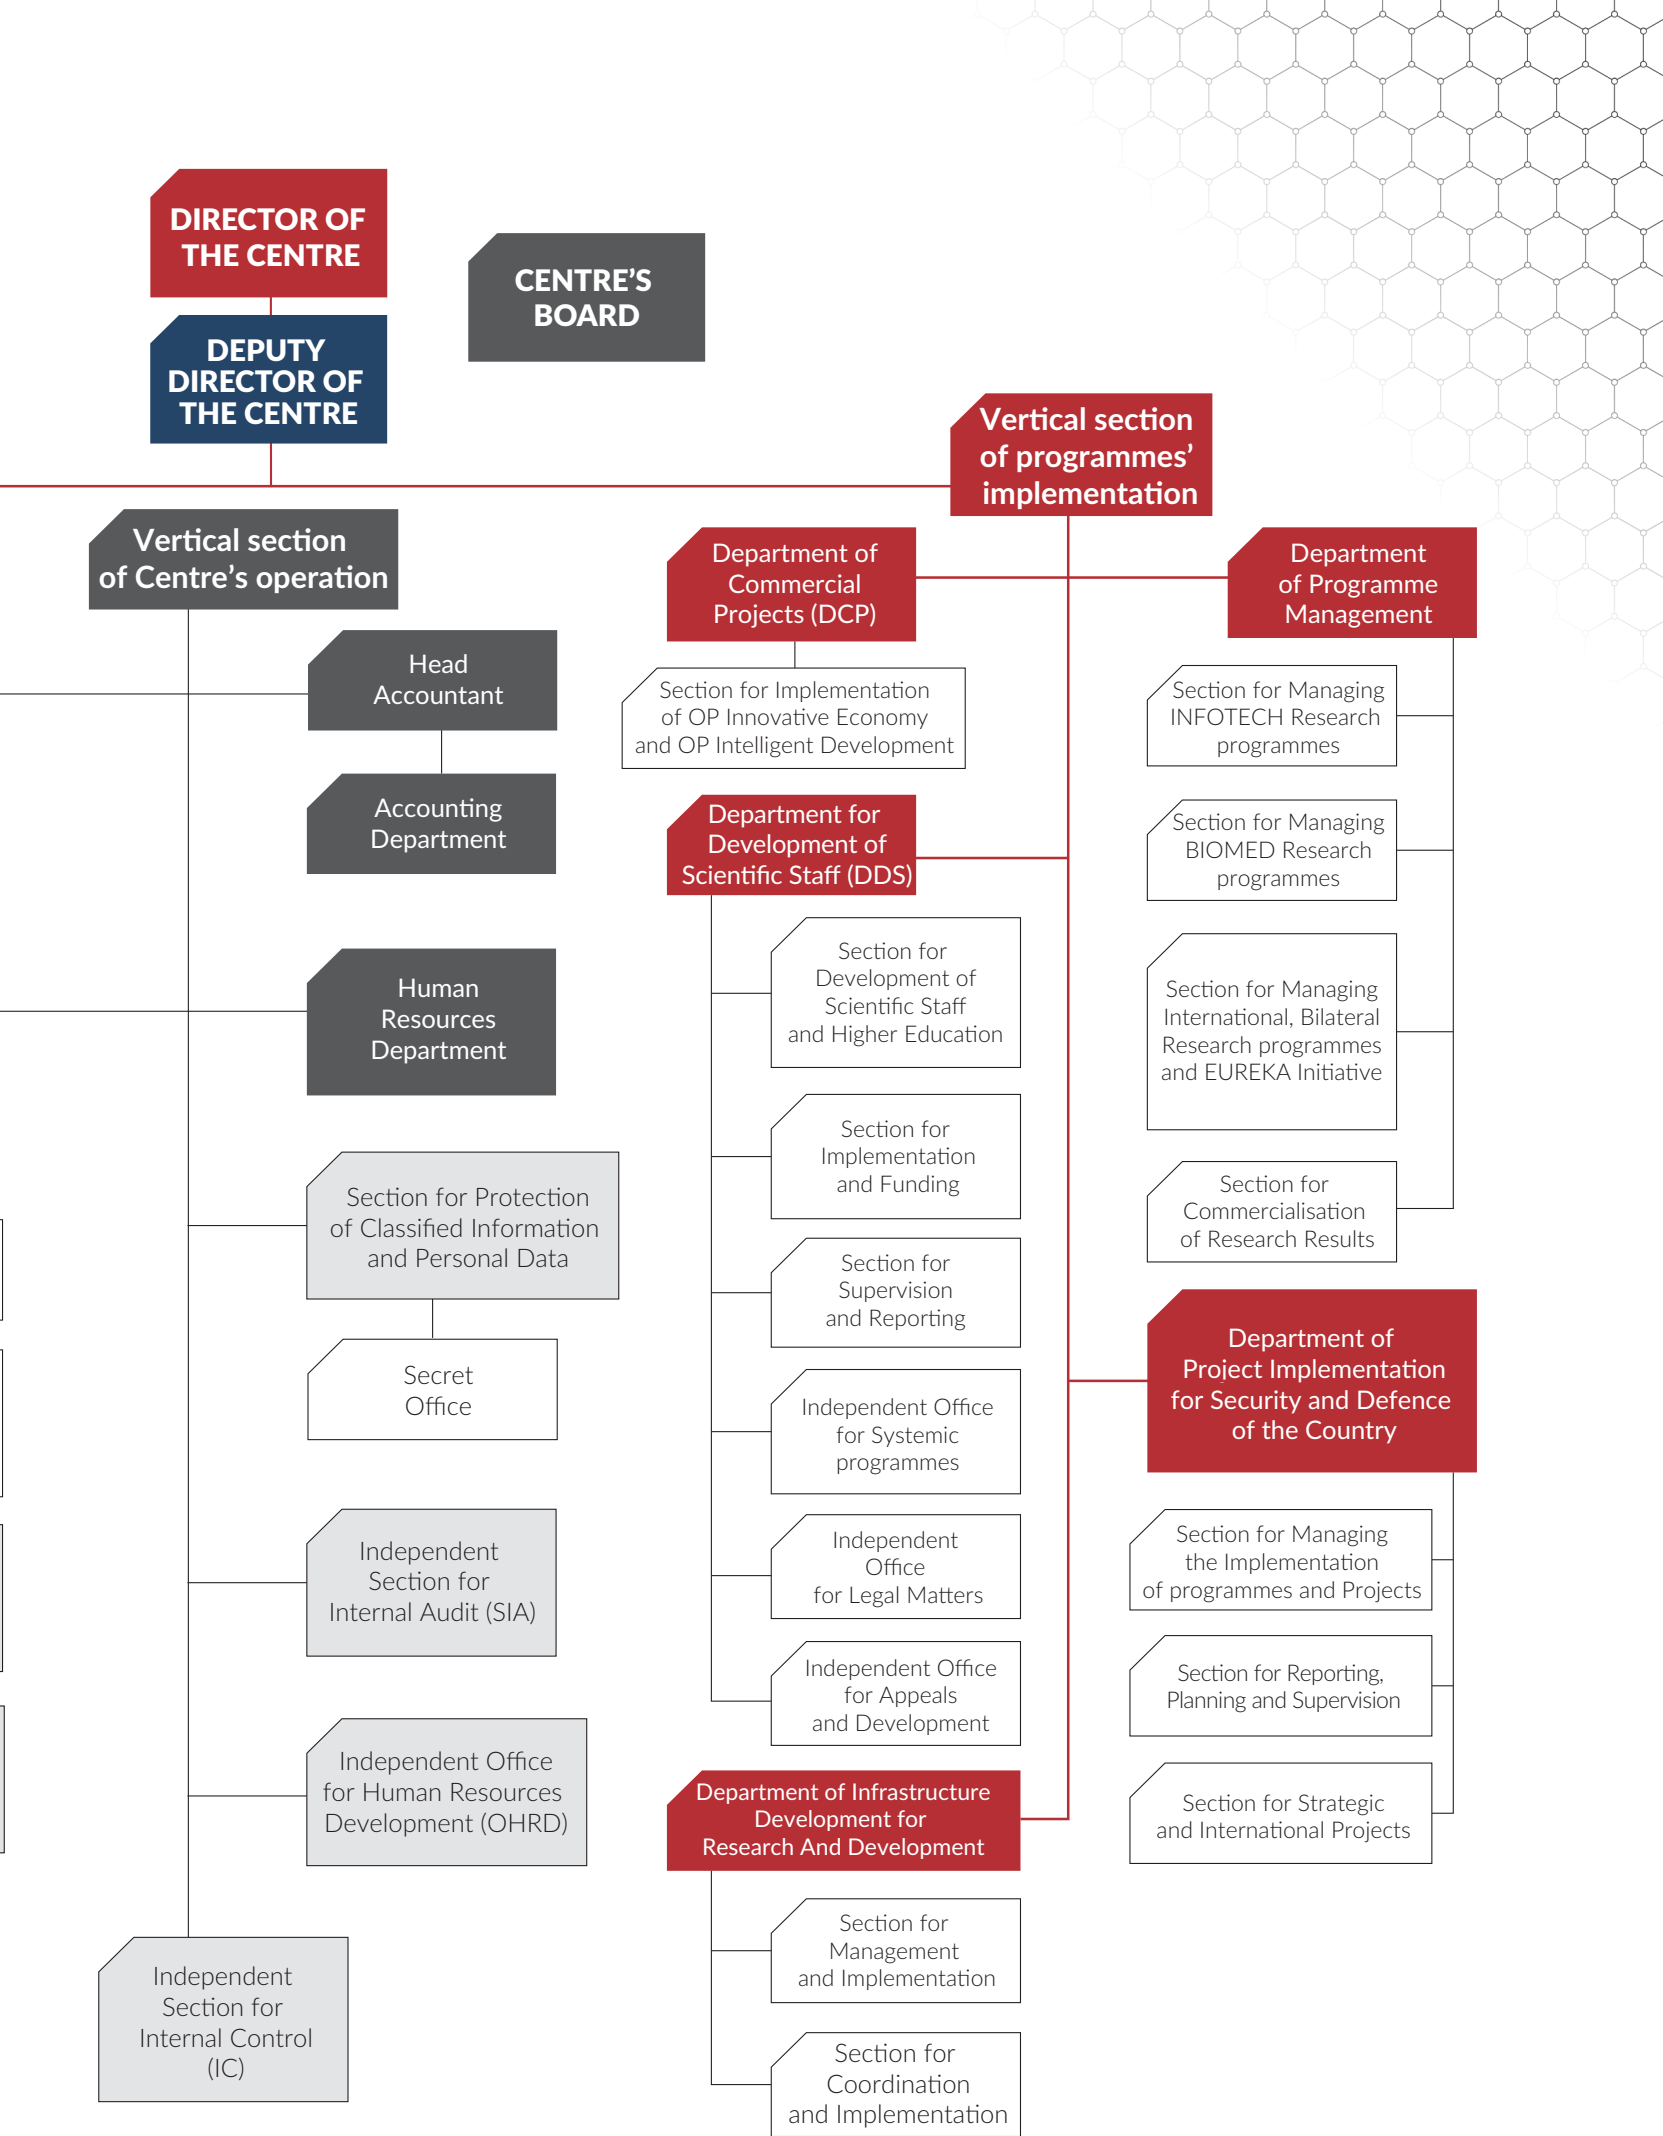 DIRECTOR OF
THE CENTRE
CENTRE'S
BOARD
DEPUTY
DIRECTOR OF
THE CENTRE
Vertical section
of programmes'
implementation
Vertical section
of Centre's operation
Head
Accountant
Accounting
Department
Human
Resources
Department
Section for Protection
of Classified Information
and Personal Data
Secret
Office
Independent
Section for
Internal Audit (SIA)
Independent Office
for Human Resources
Development (OHRD)
Independent
Section for
Internal Control
(IC)
Department of
Commercial
Projects (DCP)
Section for Implementation
of OP Innovative Economy
and OP Intelligent Development
Department for
Development of
Scientific Staff (DDS)
Section for
Development of
Scientific Staff
and Higher Education
Section for
Implementation
and Funding
Section for
Supervision
and Reporting
Independent Office
for Systemic
programmes
Independent
Office
for Legal Matters
Independent Office
for Appeals
and Development
Department of Infrastructure
Development for
Research And Development
Section for
Management
and Implementation
Section for
Coordination
and Implementation
Department
of Programme
Management
Section for Managing
INFOTECH Research
programmes
Section for Managing
BIOMED Research
programmes
Section for Managing
International, Bilateral
Research programmes
and EUREKA Initiative
Section for
Commercialisation
of Research Results
Department of
Project Implementation
for Security and Defence
of the Country
Section for Managing
the Implementation
of programmes and Projects
Section for Reporting,
Planning and Supervision
Section for Strategic
and International Projects